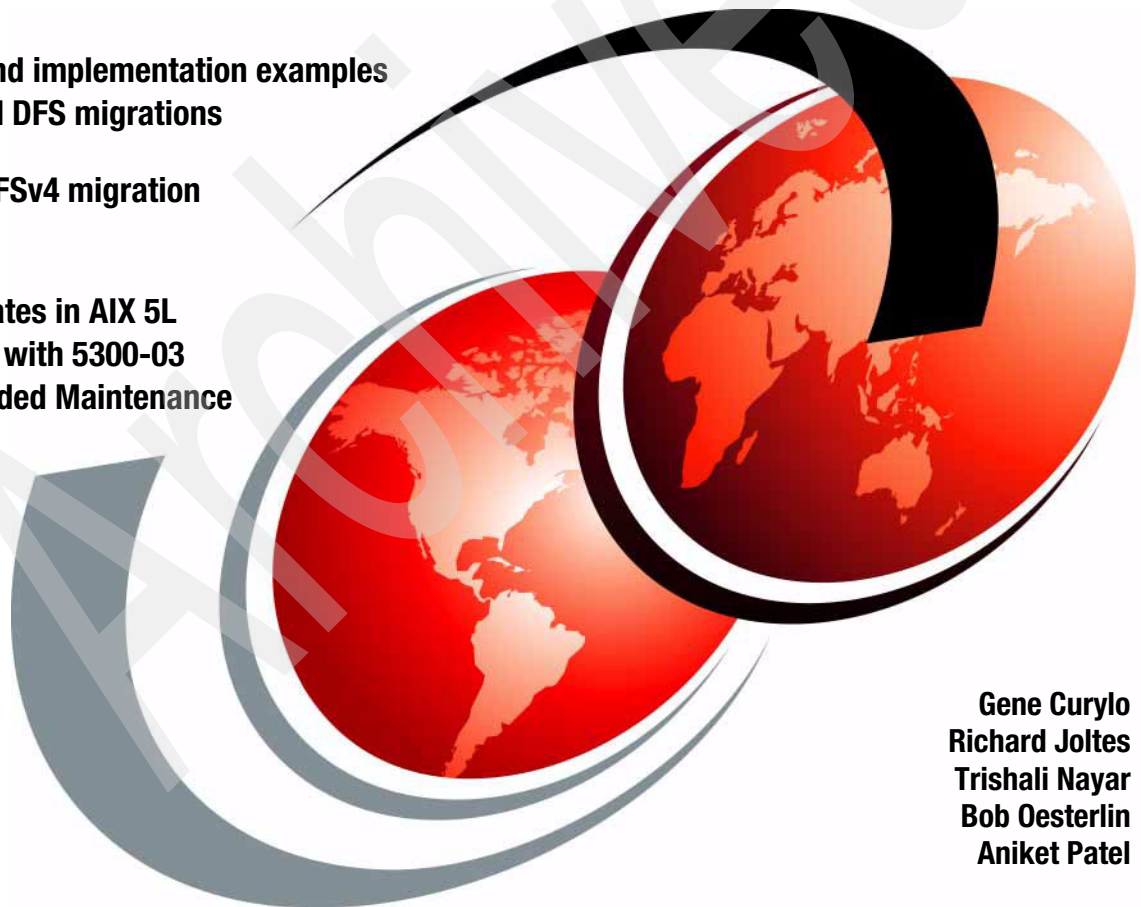 nd implementation examples
l DFS migrations
FSv4 migration
ates in AIX 5L
with 5300-03
ded Maintenance
Archive
Gene Curylo
Richard Joltes
Trishali Nayar
Bob Oesterlin
Aniket Patel